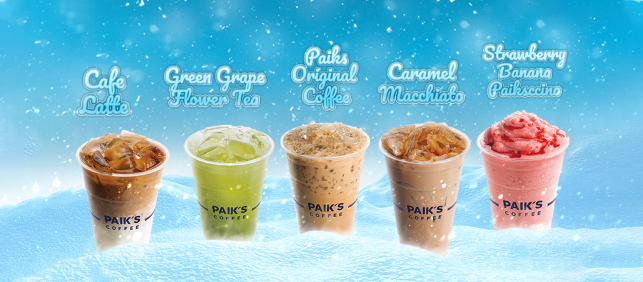 Cafe
Latte
Green Grape
Flower Tea
Paiks
Original
Coffee
Caramel
Macchiato
Strawberry
Banana
Paiksccino
PAIK'S
COFFEE
PAIK'S
COFFEE
PAIK'S
COFFEE
PAIK'S
COFFEE
PAIK'S
COFFEE